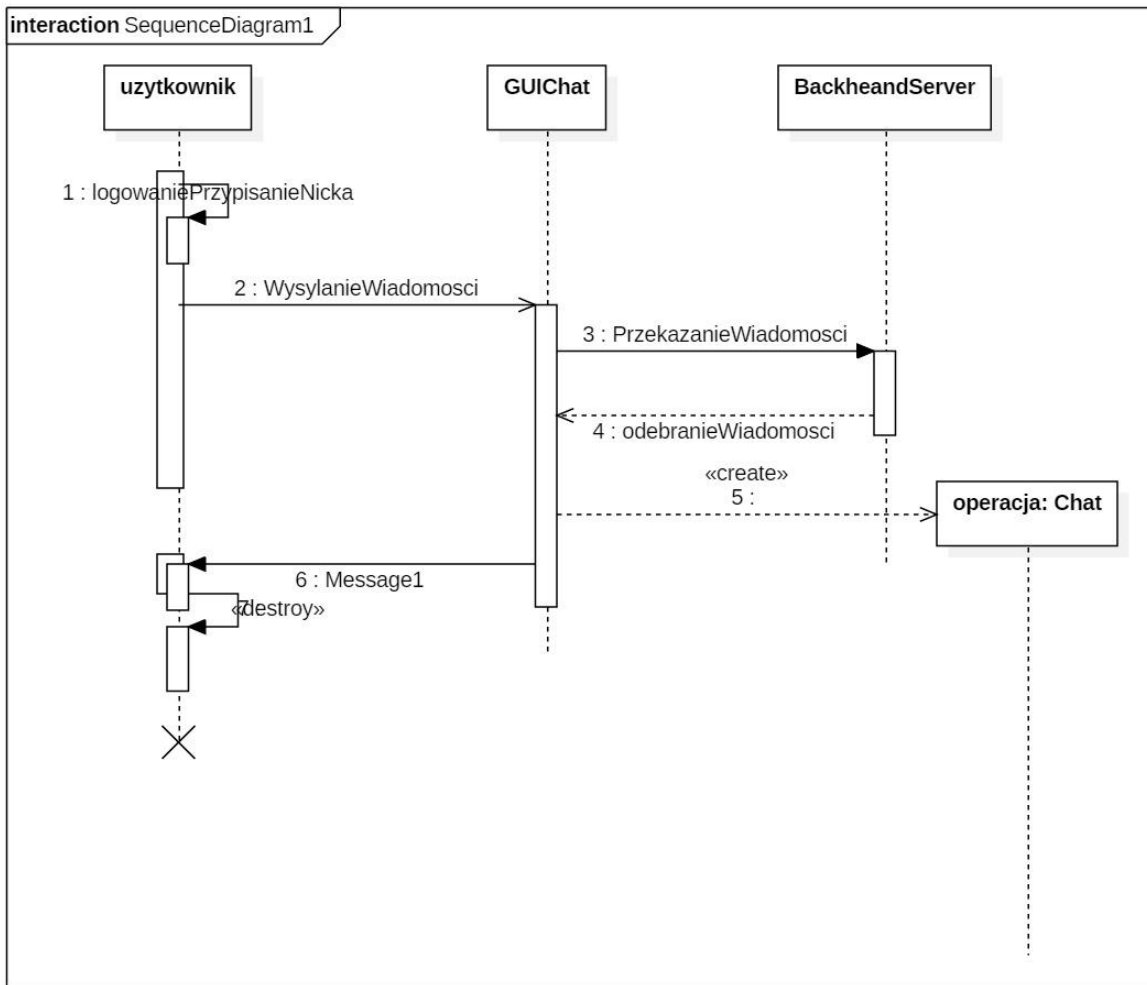 interaction SequenceDiagram1
uzytkownik
GUIChat
BackheandServer
1 : logowaniePrzypisanieNicka
2 : WysylanieWiadomosci
3 : PrzekazanieWiadomosci
4 : odebranieWiadomosci
«create»
5 :
operacja: Chat
6 : Message1
«destroy»
7